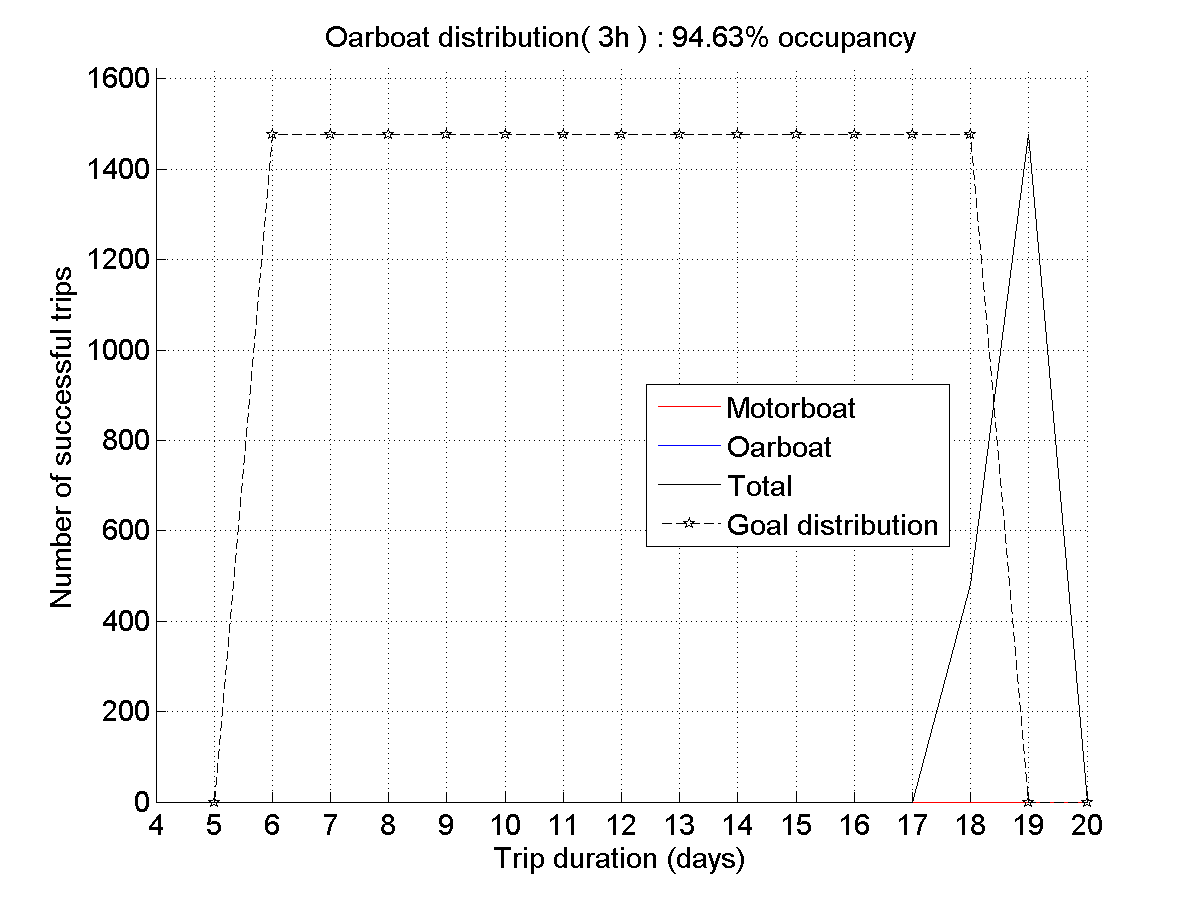 Oarboat distribution( 3h ) : 94.63% occupancy
Number of successful trips
1600
1400
1200
1000
800
600
400
200
0
Motorboat
Oarboat
Total
Goal distribution
4 5 6 7 8 9 10 11 12 13 14 15 16 17 18 19 20
Trip duration (days)